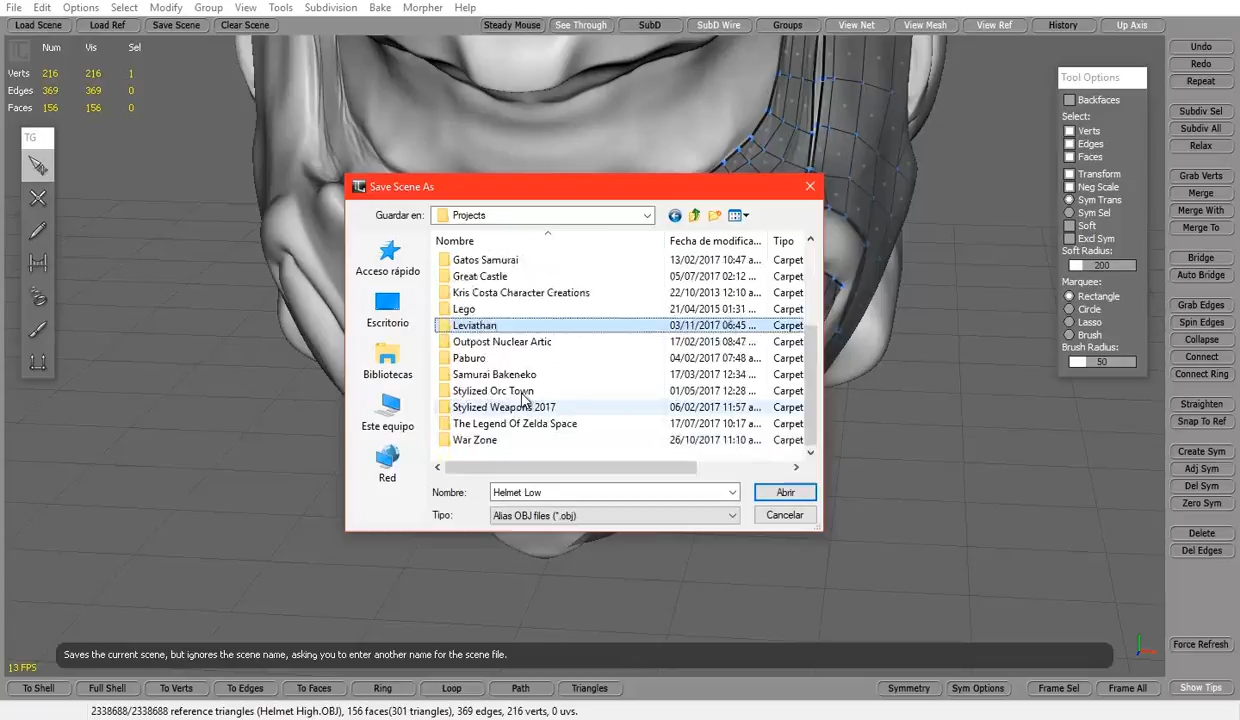 File Edit Options Select Modify Group View Tools Subdivision Bake Morpher Help
Load Scene Load Ref Save Scene Clear Scene Steady Mouse See Through SubD SubD Wire Groups View Net View Mesh View Ref History Up Axis
Num Vis Sel
Verts 216 216 1
Edges 369 369 0
Faces 156 156 0
TG
Save Scene As
Guardar en: Projects
Nombre Fecha de modifica... Tipo
Gatos Samurai 13/02/2017 10:47 a... Carpet
Great Castle 05/07/2017 02:12 ... Carpet
Kris Costa Character Creations 22/10/2013 12:10 a... Carpet
Lego 21/04/2015 01:31 ... Carpet
Leviathan 03/11/2017 06:45 ... Carpet
Outpost Nuclear Artic 17/02/2015 08:47 ... Carpet
Paburo 04/02/2017 07:48 a... Carpet
Samurai Bakeneko 17/03/2017 12:34 ... Carpet
Stylized Orc Town 01/05/2017 12:28 ... Carpet
Stylized Weapons 2017 06/02/2017 11:57 a... Carpet
The Legend Of Zelda Space 17/07/2017 10:17 a... Carpet
War Zone 26/10/2017 11:10 a... Carpet
Acceso rápido
Escritorio
Bibliotecas
Este equipo
Red
Nombre: Helmet Low Abrir
Tipo: Alias OBJ files (*.obj) Cancelar
Tool Options
Backfaces
Select:
Verts
Edges
Faces
Transform
Neg Scale
Sym Trans
Sym Sel
Soft
Exd Sym
Soft Radius:
200
Marquee:
Rectangle
Circle
Lasso
Brush
Brush Radius:
50
Undo
Redo
Repeat
Subdiv Sel
Subdiv All
Relax
Grab Verts
Merge
Merge With
Merge To
Bridge
Auto Bridge
Grab Edges
Spin Edges
Collapse
Connect
Connect Ring
Straighten
Snap To Ref
Create Sym
Adj Sym
Del Sym
Zero Sym
Delete
Del Edges
Force Refresh
Saves the current scene, but ignores the scene name, asking you to enter another name for the scene file.
13 FPS
To Shell Full Shell To Verts To Edges To Faces Ring Loop Path Triangles Symmetry Sym Options Frame Sel Frame All Show Tips
2338688/2338688 reference triangles (Helmet High.OBJ), 156 faces(301 triangles), 369 edges, 216 verts, 0 uvs.